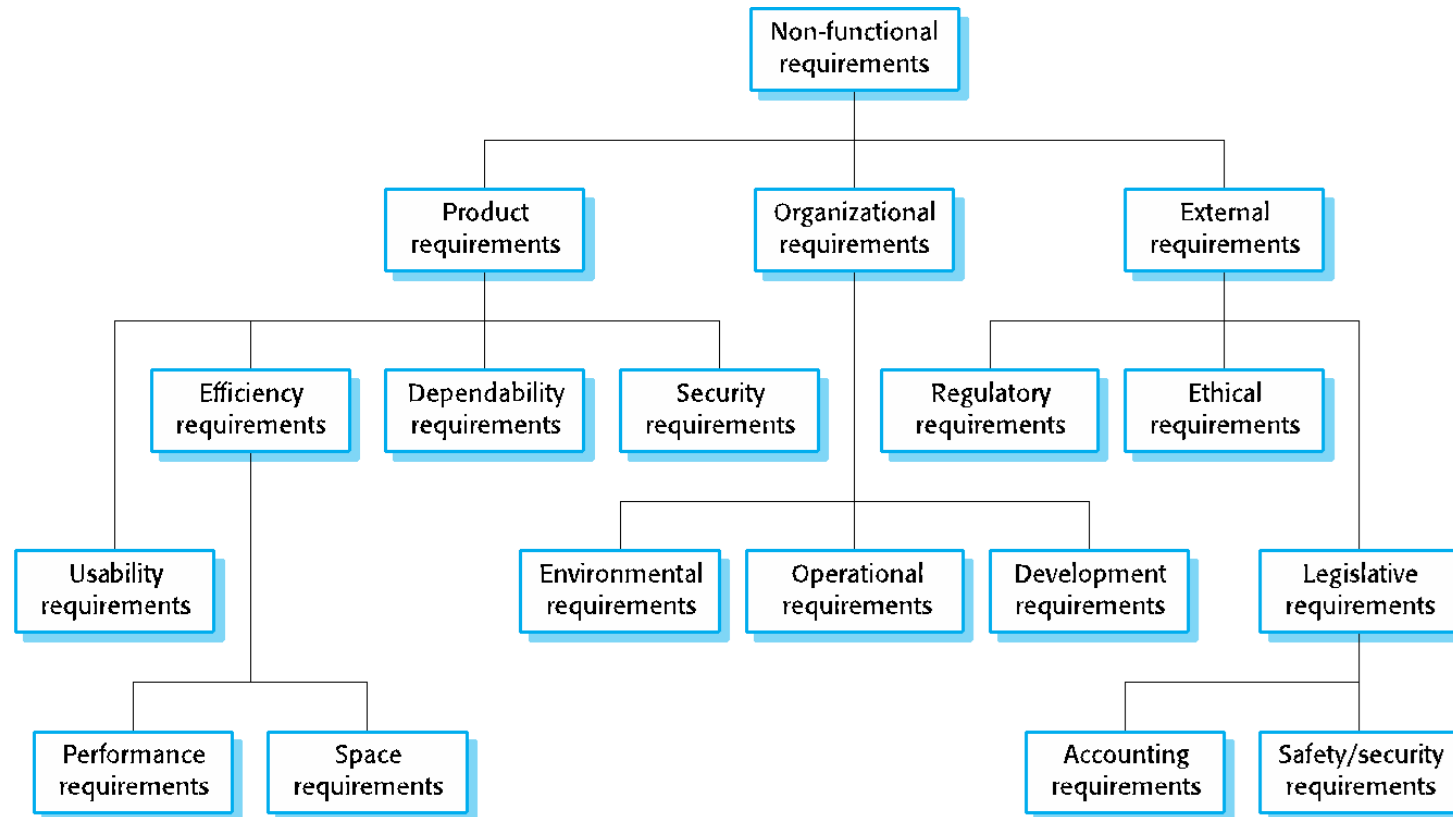 Non-functional
requirements
Product
requirements
Organizational
requirements
External
requirements
Efficiency
requirements
Dependability
requirements
Security
requirements
Regulatory
requirements
Ethical
requirements
Usability
requirements
Environmental
requirements
Operational
requirements
Development
requirements
Legislative
requirements
Performance
requirements
Space
requirements
Accounting
requirements
Safety/security
requirements